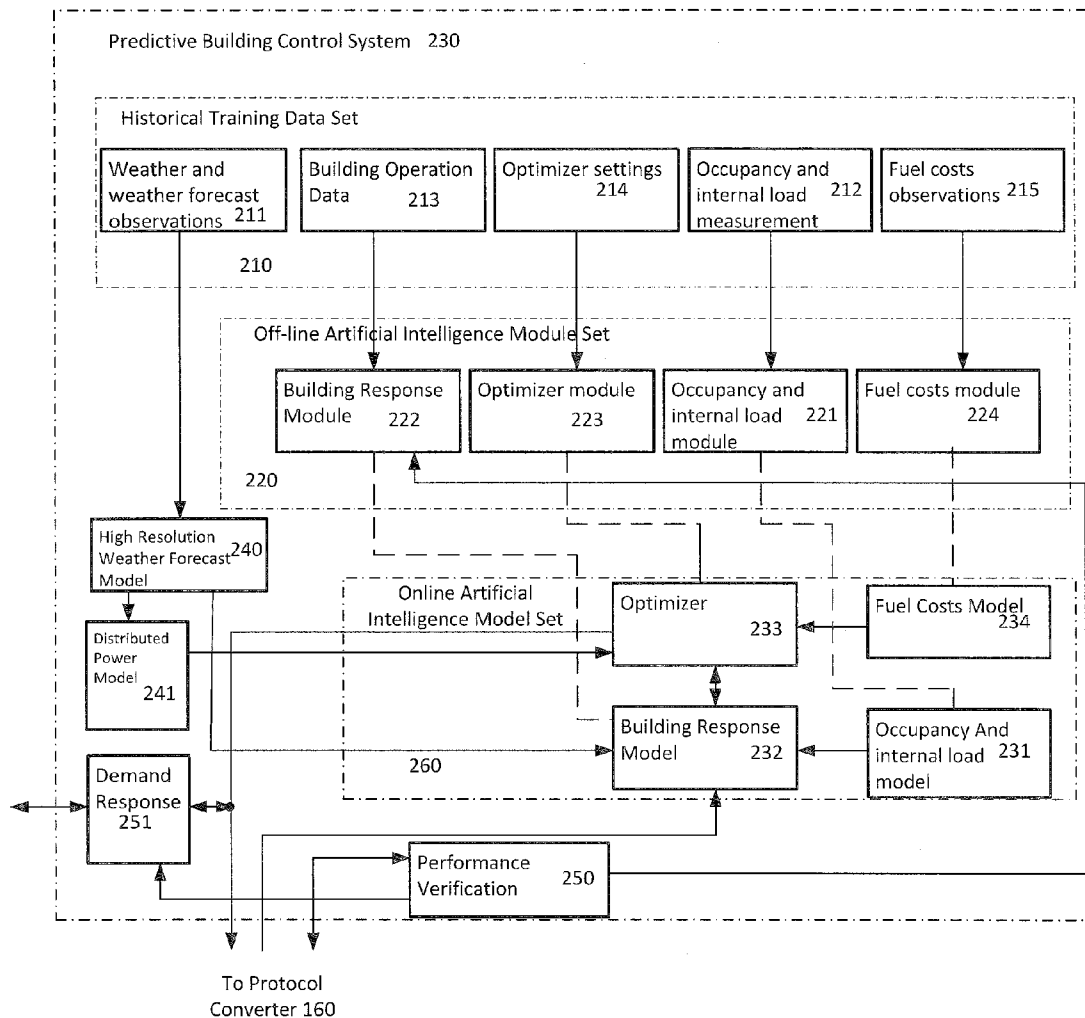 Predictive Building Control System 230
Historical Training Data Set
Weather and
weather forecast
observations 211
Building Operation
Data
213
Optimizer settings
214
Occupancy and
internal load 212
measurement
Fuel costs
observations 215
210
Off-line Artificial Intelligence Module Set
Building Response
Module 222
Optimizer module
223
Occupancy and
internal load 221
module
Fuel costs module
224
220
High Resolution
Weather Forecast 240
Model
Online Artificial
Intelligence Model Set
Optimizer
233
Fuel Costs Model
234
Distributed
Power
Model
241
Building Response
Model 232
Occupancy And
internal load 231
model
260
Demand
Response
251
Performance
Verification 250
To Protocol
Converter 160